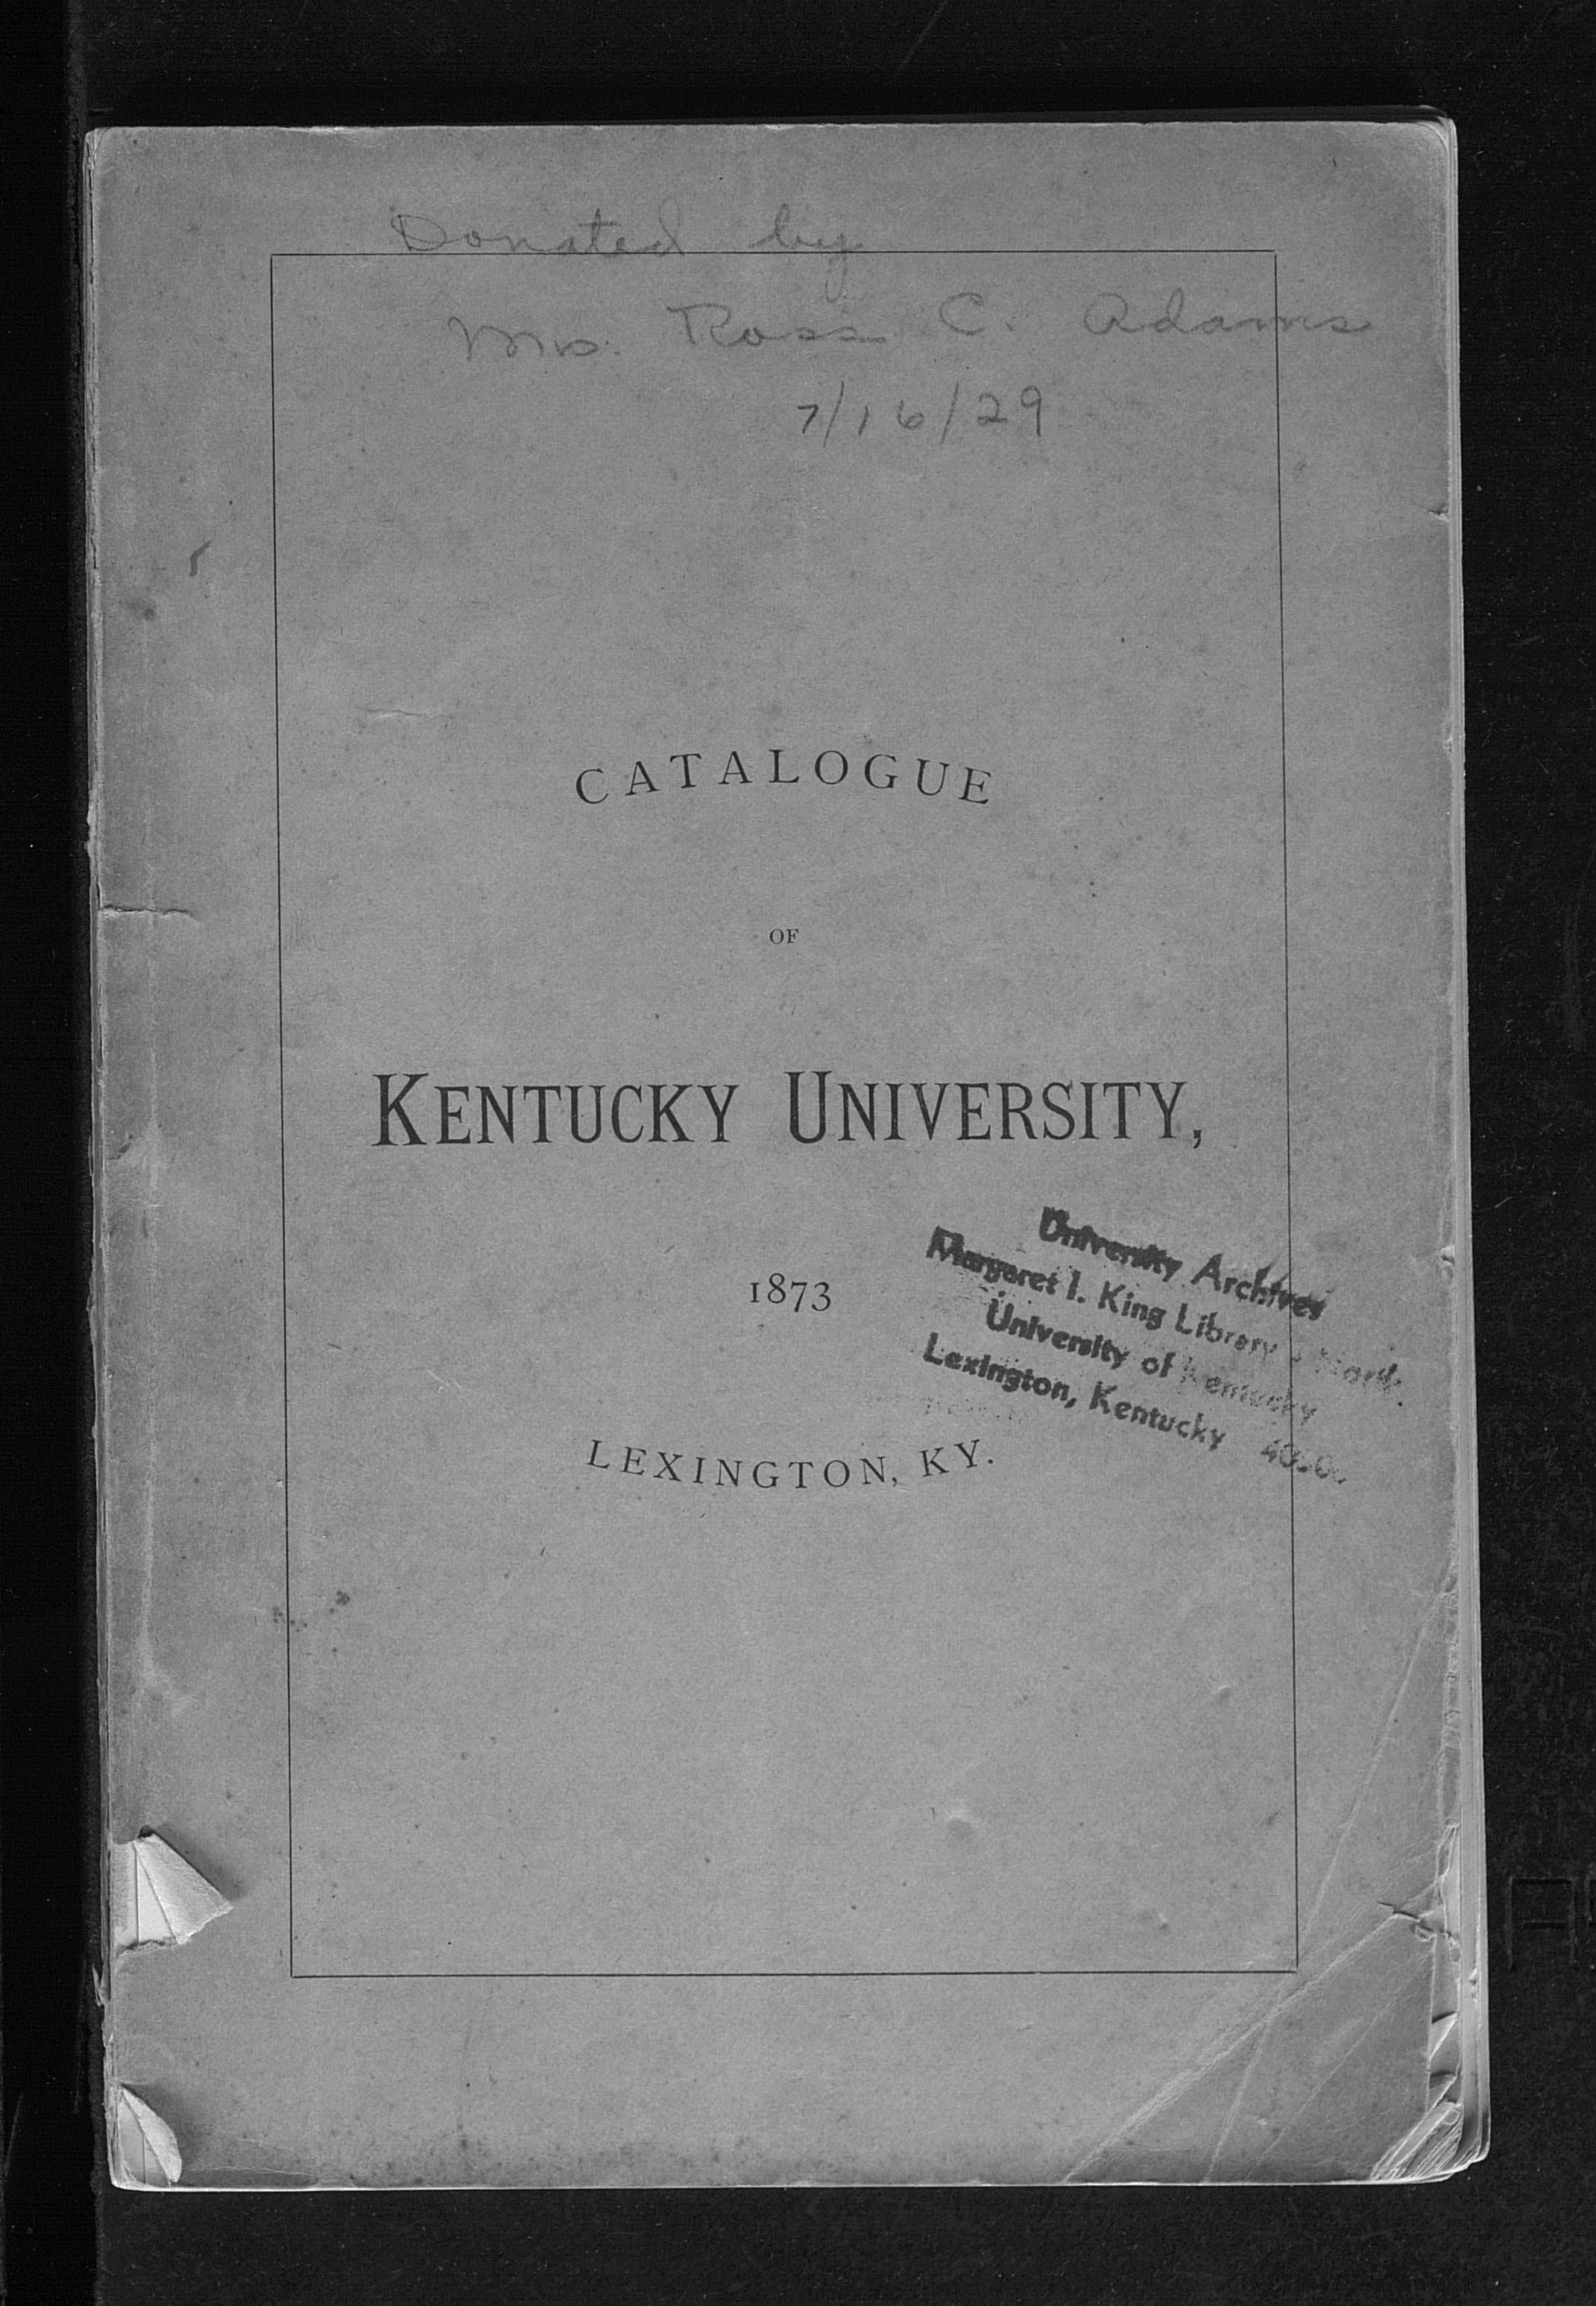 Donated by
Mrs. Ross C. Adams
7/16/29
CATALOGUE
OF
KENTUCKY UNIVERSITY,
1873
LEXINGTON, KY.
University Archives
Margaret I. King Library
University of Kentucky
Lexington, Kentucky